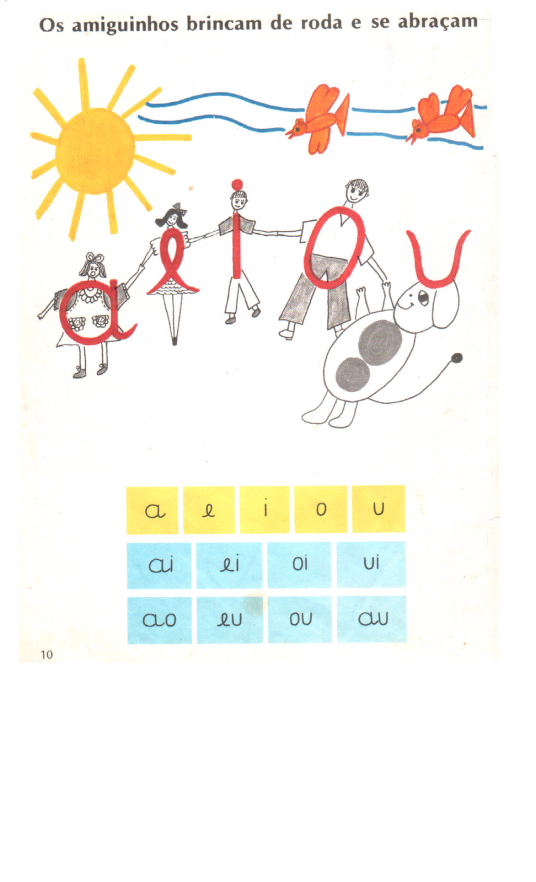 Os amiguinhos brincam de roda e se abraçam
a e i o u
a e i o u
ai ei oi ui
ao eu ou au
10